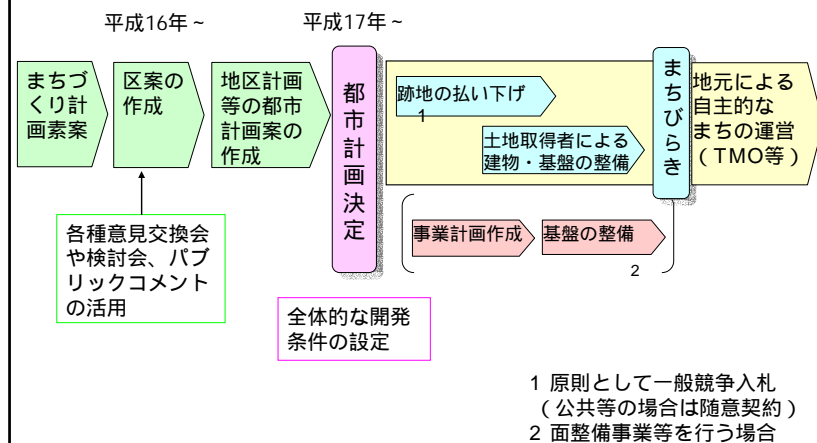 平成16年~
平成17年~
まちづ
くり計
画素案
区案の
作成
地区計画
等の都市
計画案の
作成
都市計画決定
跡地の払い下げ
1
土地取得者による
建物・基盤の整備
まちびらき
地元による
自主的な
まちの運営
(TMO等)
事業計画作成
基盤の整備
2
各種意見交換会
や検討会、パブ
リックコメント
の活用
全体的な開発
条件の設定
1 原則として一般競争入札
(公共等の場合は随意契約)
2 面整備事業等を行う場合